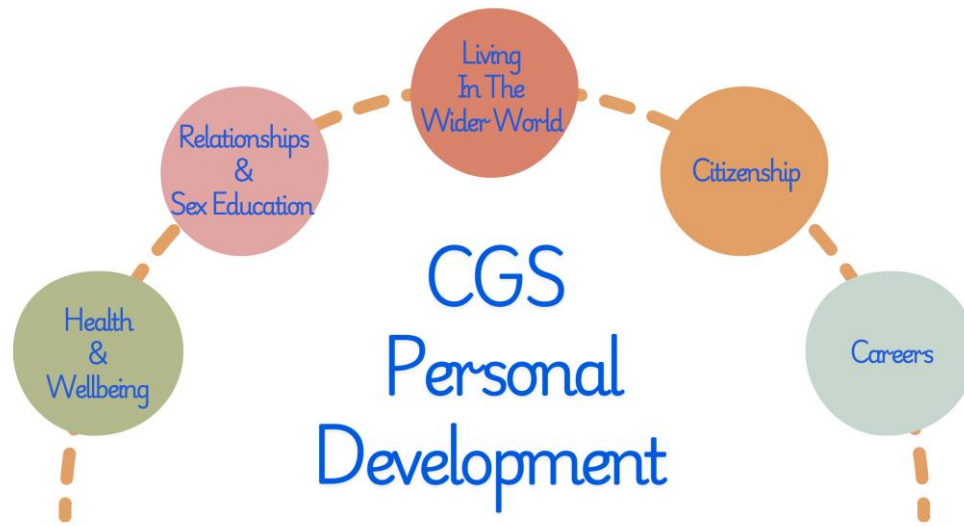 Living
In The
Wider World
Relationships
&
Sex Education
Citizenship
Health
&
Wellbeing
Careers
CGS
Personal
Development